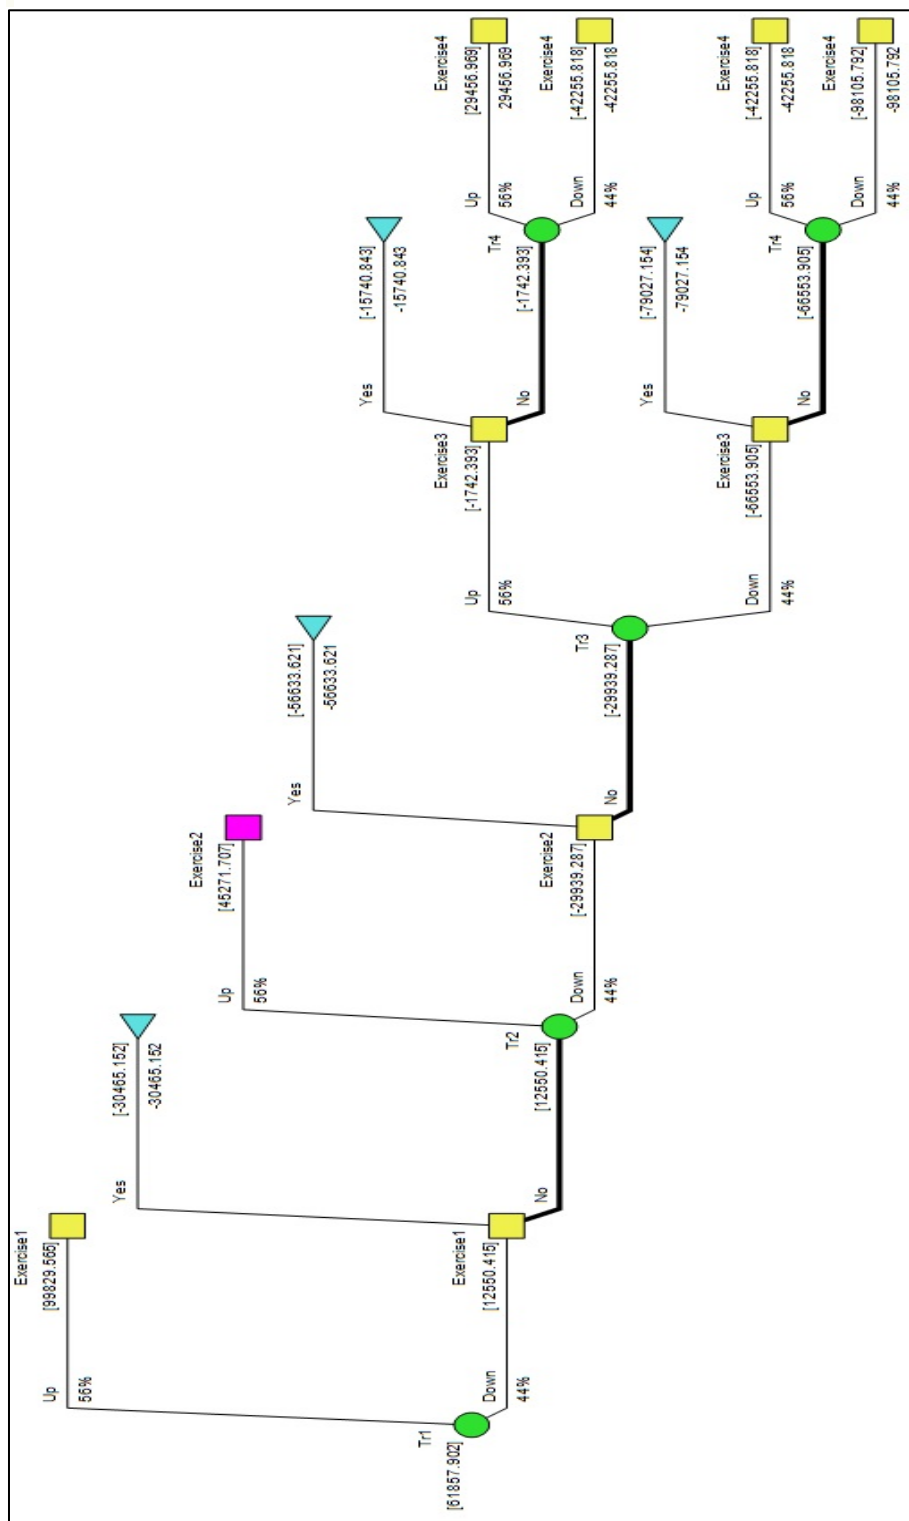 Tr1
[61857.902]
Up
56%
Exercise1
[99829.565]
Down
44%
Exercise1
[12550.415]
Yes
[-30465.152]
-30465.152
No
Tr2
[12550.415]
Up
56%
Exercise2
[45271.707]
Down
44%
Exercise2
[-29939.287]
Yes
[-56633.621]
-56633.621
No
Tr3
[-29939.287]
Up
56%
Exercise3
[-1742.393]
Yes
[-15740.843]
-15740.843
No
Tr4
[-1742.393]
Up
56%
Exercise4
[29456.969]
29456.969
Down
44%
Exercise4
[-42255.818]
-42255.818
Down
44%
Exercise3
[-66553.905]
Yes
[-79027.154]
-79027.154
No
Tr4
[-66553.905]
Up
56%
Exercise4
[-42255.818]
-42255.818
Down
44%
Exercise4
[-98105.792]
-98105.792